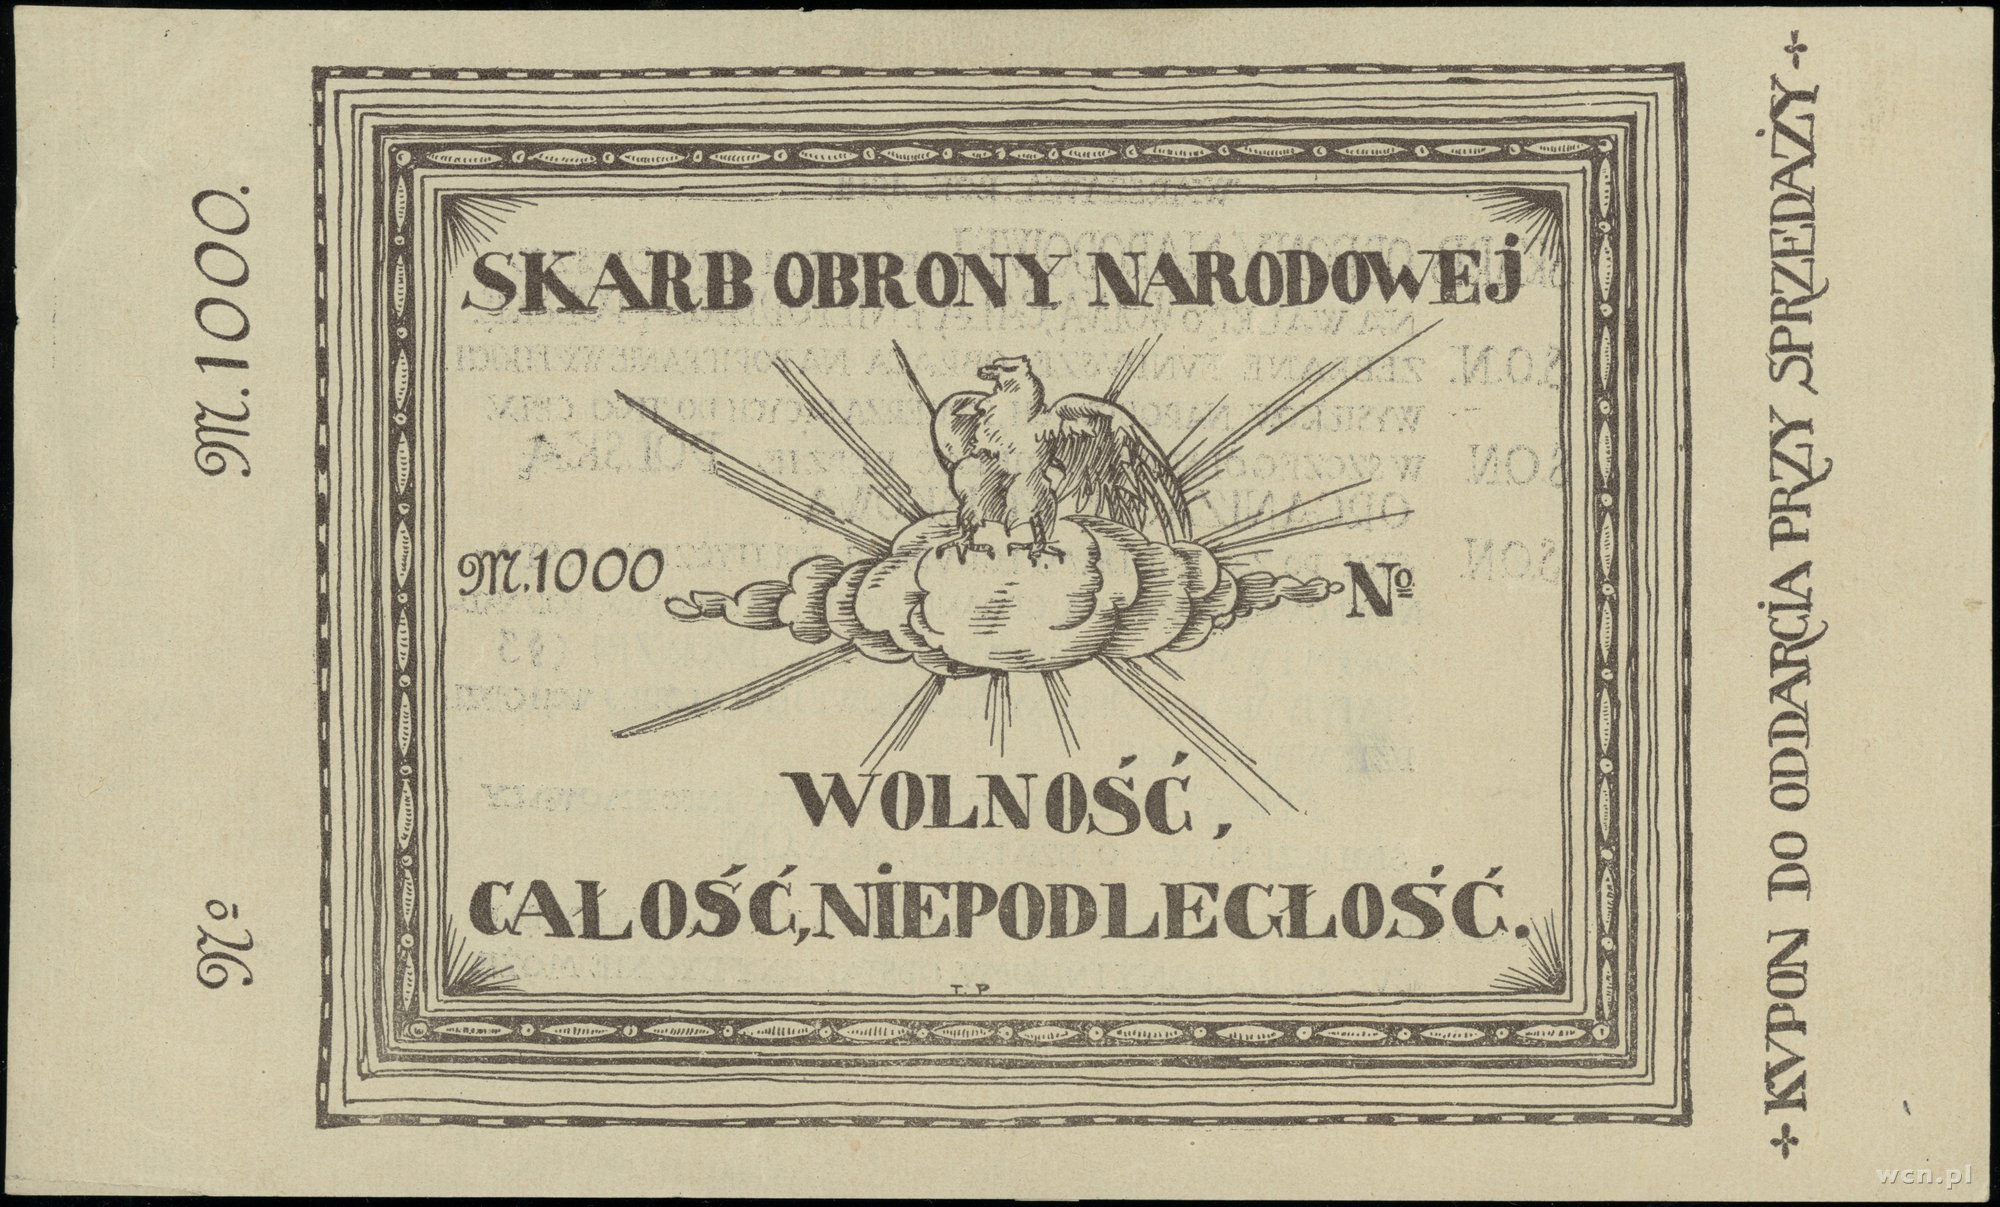 M. 1000.
Nº
SKARB OBRONY NARODOWEJ
M. 1000
Nº
WOLNOŚĆ,
CAŁOŚĆ, NIEPODLEGŁOŚĆ.
T. P
✢ KVPON DO ODDARCIA PRZY SPRZEDAŻY ✢
wcn.pl